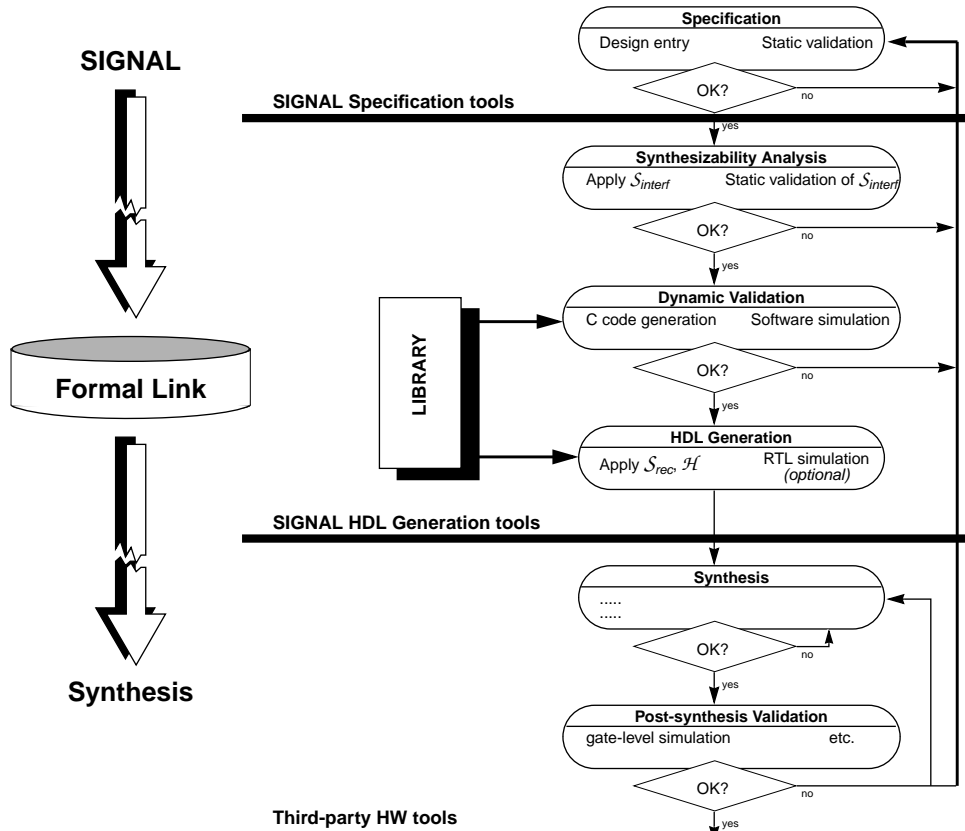 Specification
Design entry Static validation
SIGNAL
OK?
no
SIGNAL Specification tools
yes
Synthesizability Analysis
Apply 𝒮interf Static validation of 𝒮interf
OK?
no
yes
Dynamic Validation
C code generation Software simulation
LIBRARY
Formal Link
OK?
no
yes
HDL Generation
Apply 𝒮rec, ℋ RTL simulation
(optional)
SIGNAL HDL Generation tools
Synthesis
.....
.....
OK?
no
Synthesis
yes
Post-synthesis Validation
gate-level simulation etc.
OK?
no
Third-party HW tools
yes